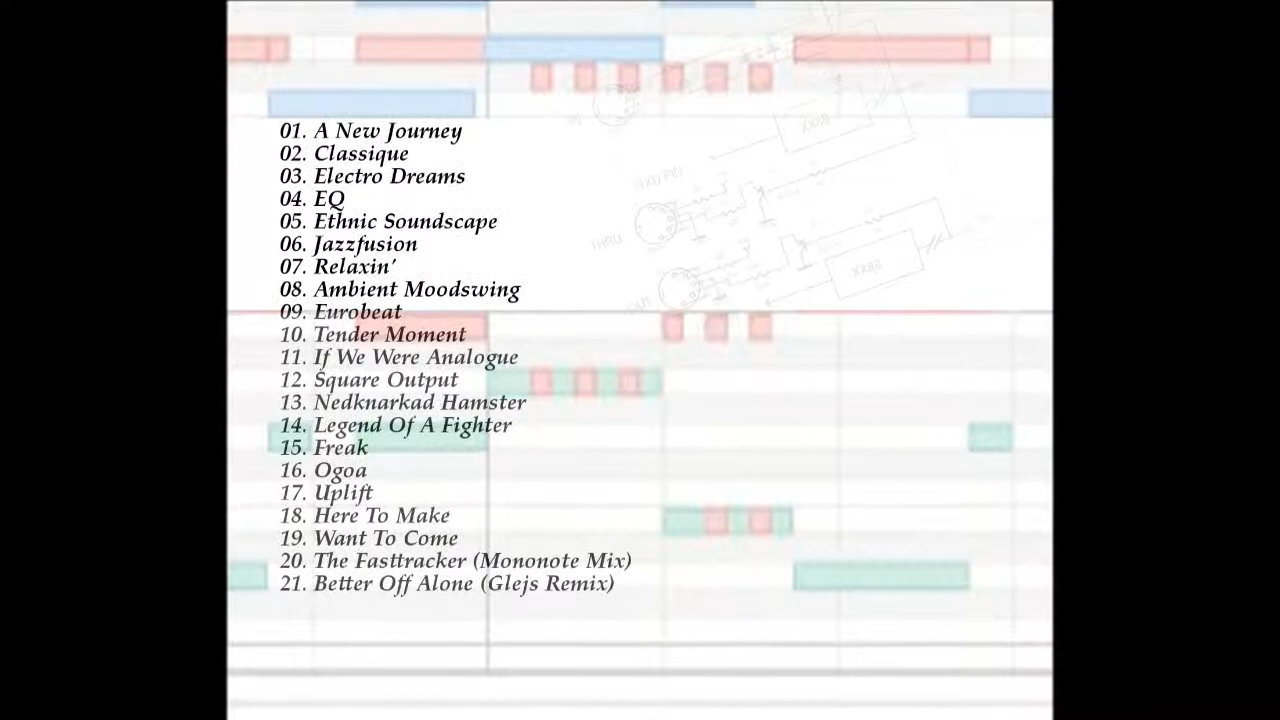 01. A New Journey
02. Classique
03. Electro Dreams
04. EQ
05. Ethnic Soundscape
06. Jazzfusion
07. Relaxin'
08. Ambient Moodswing
09. Eurobeat
10. Tender Moment
11. If We Were Analogue
12. Square Output
13. Nedknarkad Hamster
14. Legend Of A Fighter
15. Freak
16. Ogoa
17. Uplift
18. Here To Make
19. Want To Come
20. The Fasttracker (Mononote Mix)
21. Better Off Alone (Glejs Remix)
THRU